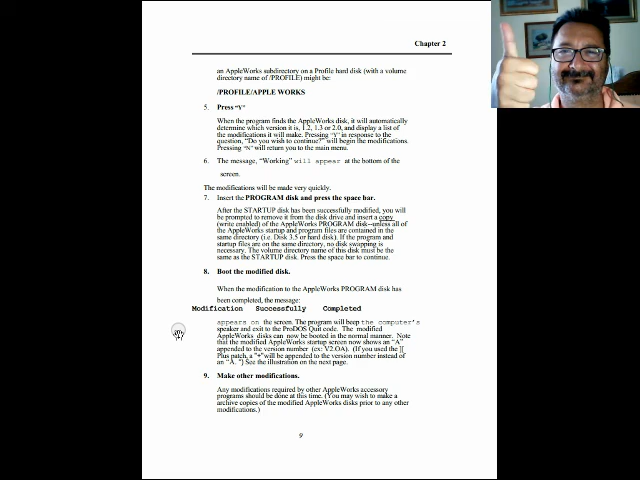 Chapter 2
an AppleWorks subdirectory on a Profile hard disk (with a volume
directory name of /PROFILE) might be:
/PROFILE/APPLE WORKS
5. Press "Y"
When the program finds the AppleWorks disk, it will automatically
determine which version it is, 1.2, 1.3 or 2.0, and display a list of
the modifications it will make. Pressing "Y" in response to the
question, "Do you wish to continue?" will begin the modifications.
Pressing "N" will return you to the main menu.
6. The message, "Working" will appear at the bottom of the
screen.
The modifications will be made very quickly.
7. Insert the PROGRAM disk and press the space bar.
After the STARTUP disk has been successfully modified, you will
be prompted to remove it from the disk drive and insert a copy
(write enabled) of the AppleWorks PROGRAM disk--unless all of
the AppleWorks startup and program files are contained in the
same directory (i.e. Disk 3.5 or hard disk). If the program and
startup files are on the same directory, no disk swapping is
necessary. The volume directory name of this disk must be the
same as the STARTUP disk. Press the space bar to continue.
8. Boot the modified disk.
When the modification to the AppleWorks PROGRAM disk has
been completed, the message:
Modification Successfully Completed
appears on the screen. The program will beep the computer's
speaker and exit to the ProDOS Quit code. The modified
AppleWorks disks can now be booted in the normal manner. Note
that the modified AppleWorks startup screen now shows an "A"
appended to the version number (ex: V2.OA). (If you used the ][
Plus patch, a "+"will be appended to the version number instead of
an "A. "] See the illustration on the next page.
9. Make other modifications.
Any modifications required by other AppleWorks accessory
programs should be done at this time. (You may wish to make a
archive copies of the modified AppleWorks disks prior to any other
modifications.)
9